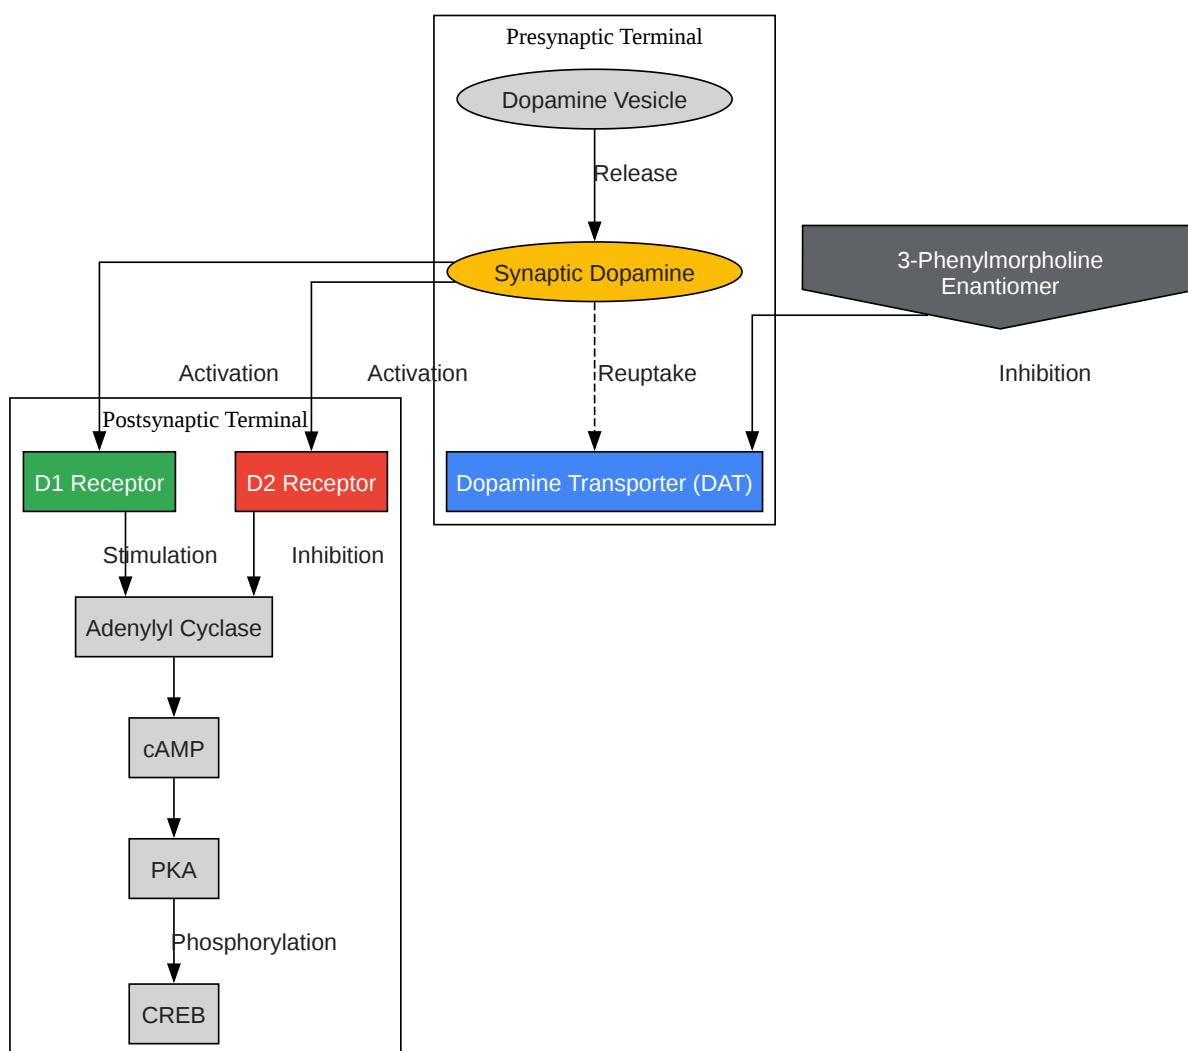 Presynaptic Terminal
Dopamine Vesicle
Release
Synaptic Dopamine
3-Phenylmorpholine
Enantiomer
Activation
Activation
Reuptake
Inhibition
Postsynaptic Terminal
D1 Receptor
D2 Receptor
Dopamine Transporter (DAT)
Stimulation
Inhibition
Adenylyl Cyclase
cAMP
PKA
Phosphorylation
CREB